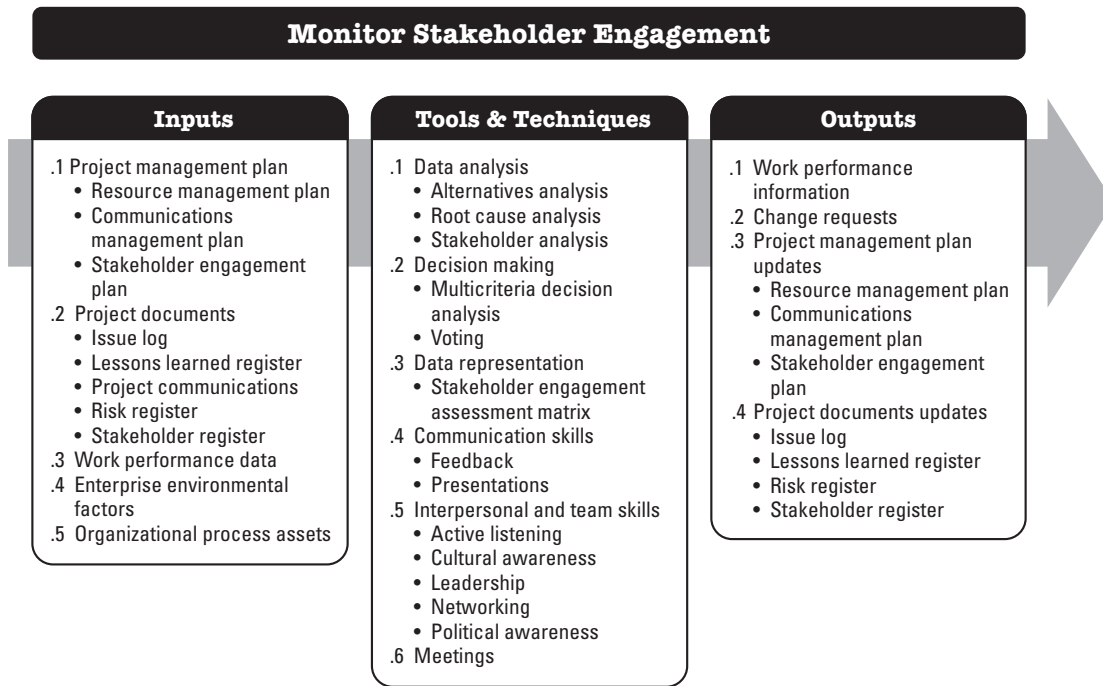 Monitor Stakeholder Engagement
Inputs
.1 Project management plan
• Resource management plan
• Communications
management plan
• Stakeholder engagement
plan
.2 Project documents
• Issue log
• Lessons learned register
• Project communications
• Risk register
• Stakeholder register
.3 Work performance data
.4 Enterprise environmental
factors
.5 Organizational process assets
Tools & Techniques
.1 Data analysis
• Alternatives analysis
• Root cause analysis
• Stakeholder analysis
.2 Decision making
• Multicriteria decision
analysis
• Voting
.3 Data representation
• Stakeholder engagement
assessment matrix
.4 Communication skills
• Feedback
• Presentations
.5 Interpersonal and team skills
• Active listening
• Cultural awareness
• Leadership
• Networking
• Political awareness
.6 Meetings
Outputs
.1 Work performance
information
.2 Change requests
.3 Project management plan
updates
• Resource management plan
• Communications
management plan
• Stakeholder engagement
plan
.4 Project documents updates
• Issue log
• Lessons learned register
• Risk register
• Stakeholder register